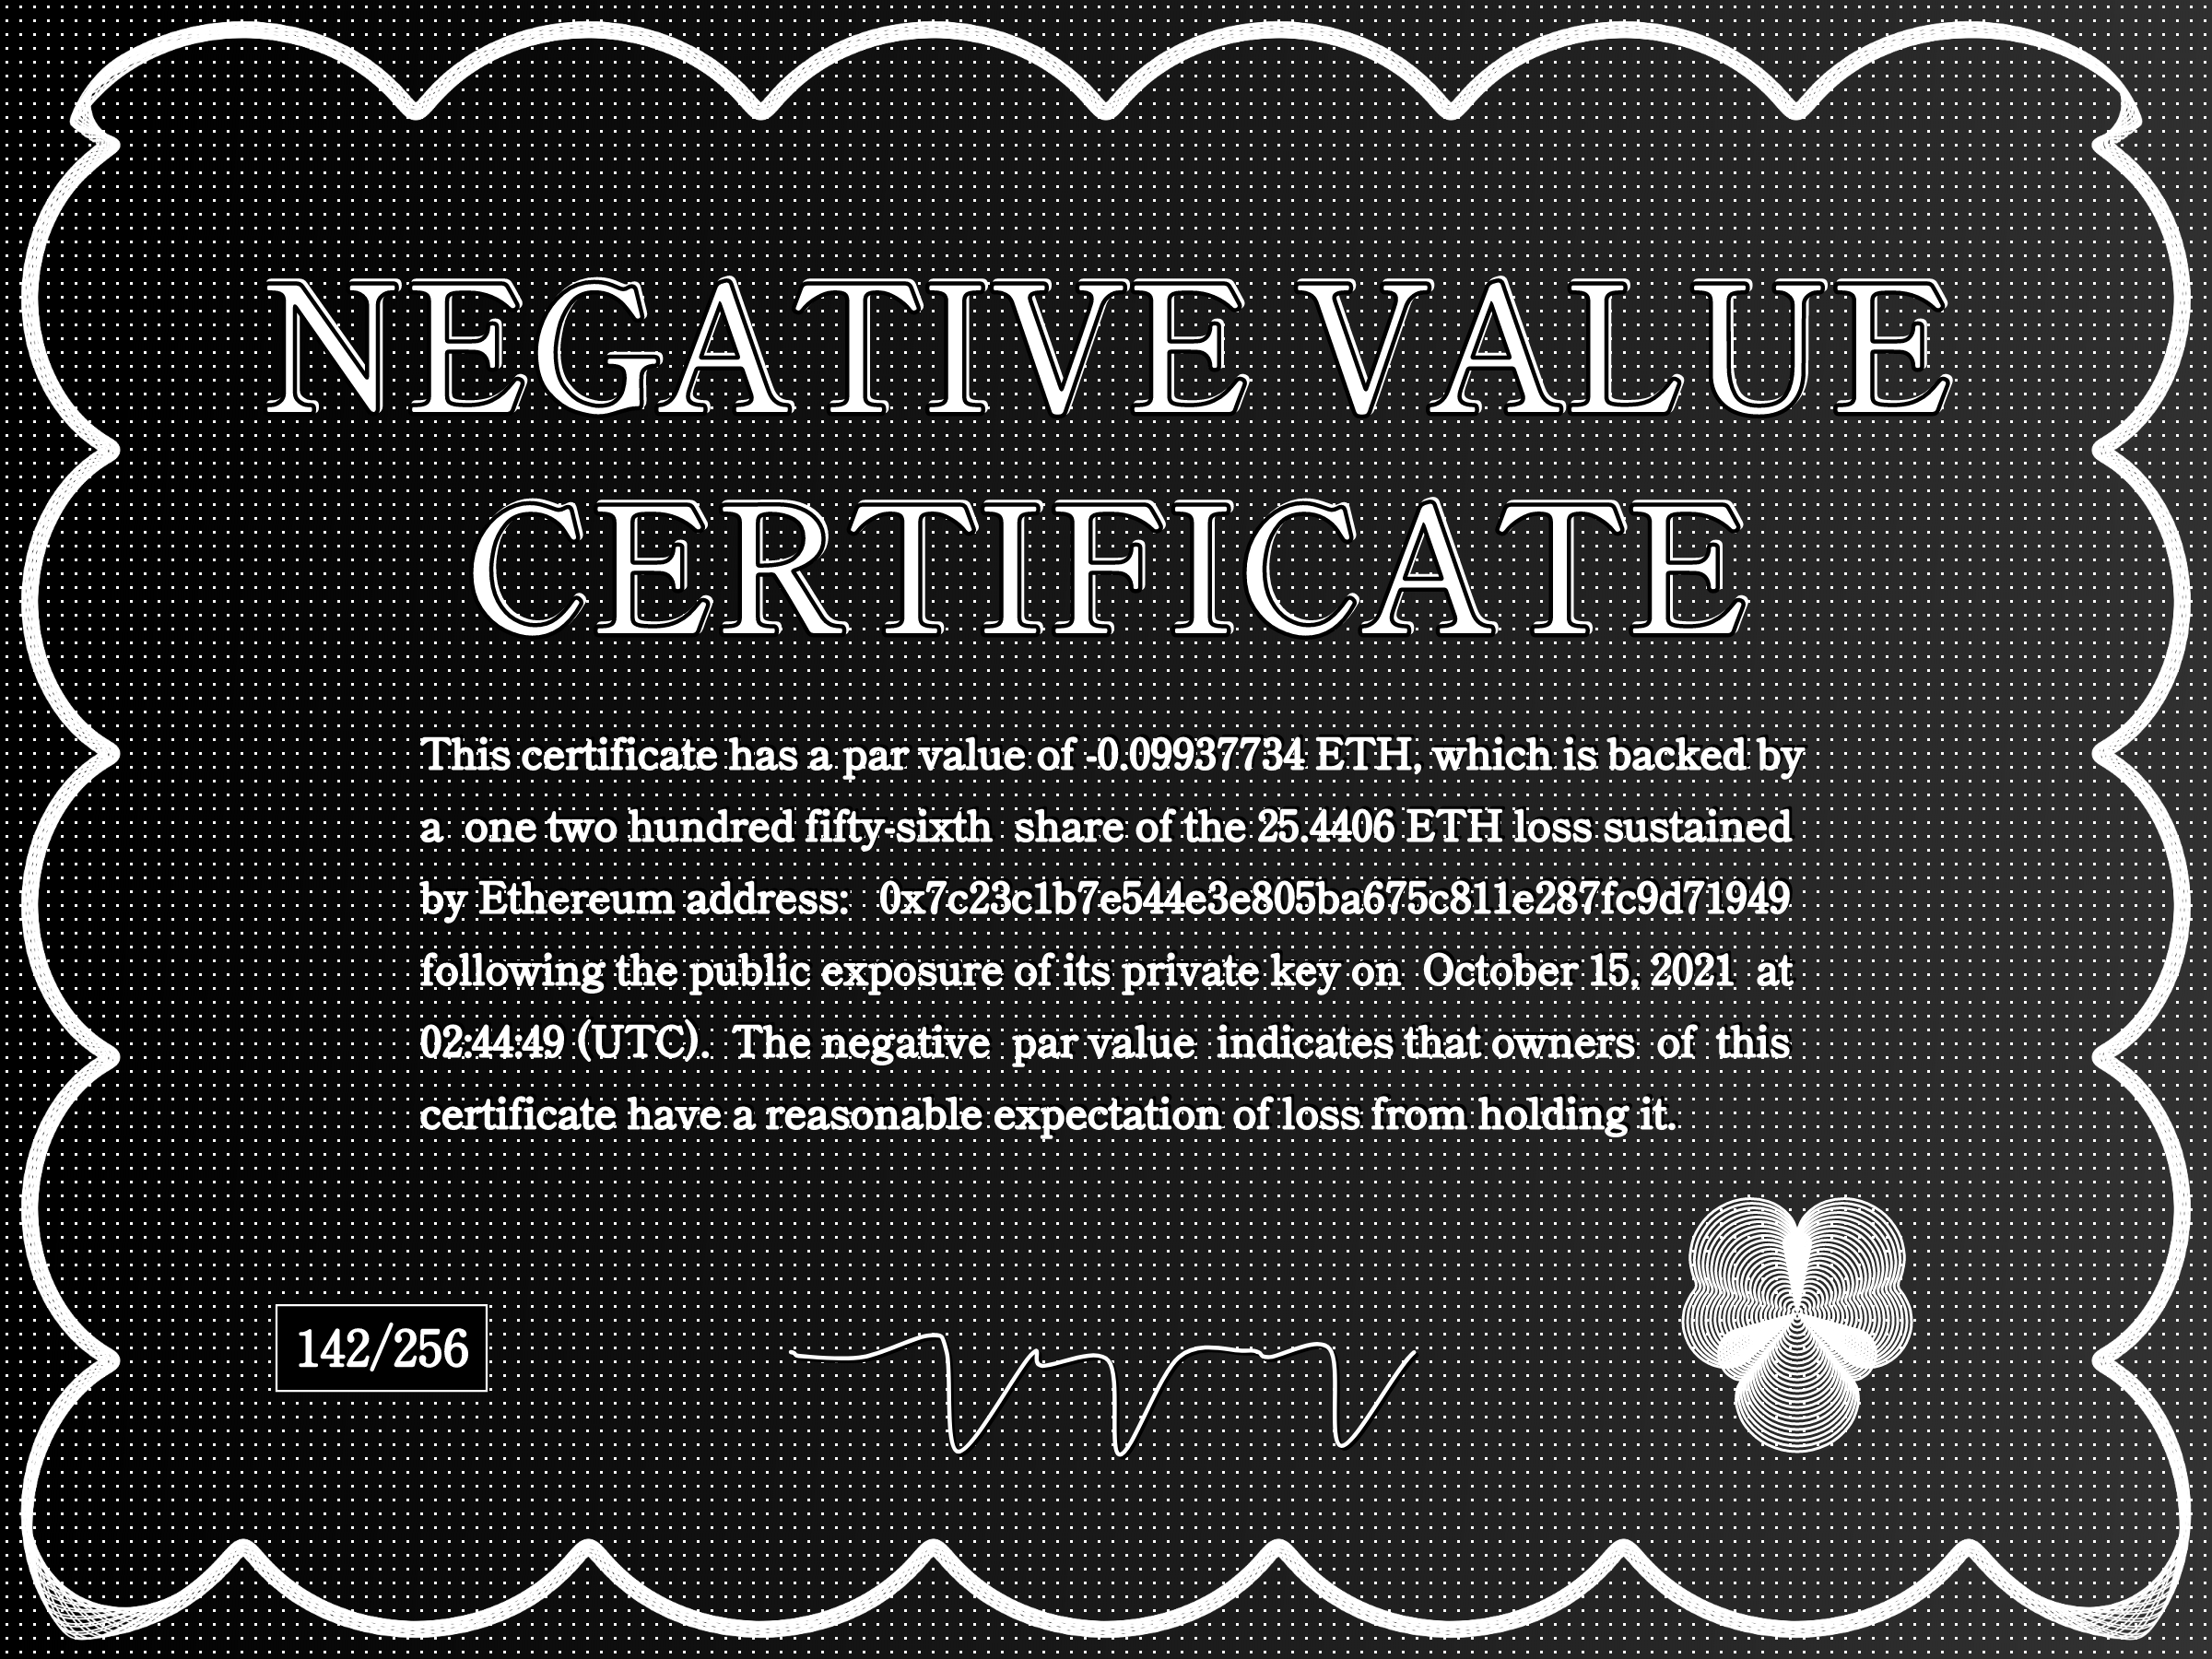 NEGATIVE VALUE
CERTIFICATE
This certificate has a par value of -0.09937734 ETH, which is backed by
a one two hundred fifty-sixth share of the 25.4406 ETH loss sustained
by Ethereum address: 0x7c23c1b7e544e3e805ba675c811e287fc9d71949
following the public exposure of its private key on October 15, 2021 at
02:44:49 (UTC). The negative par value indicates that owners of this
certificate have a reasonable expectation of loss from holding it.
142/256